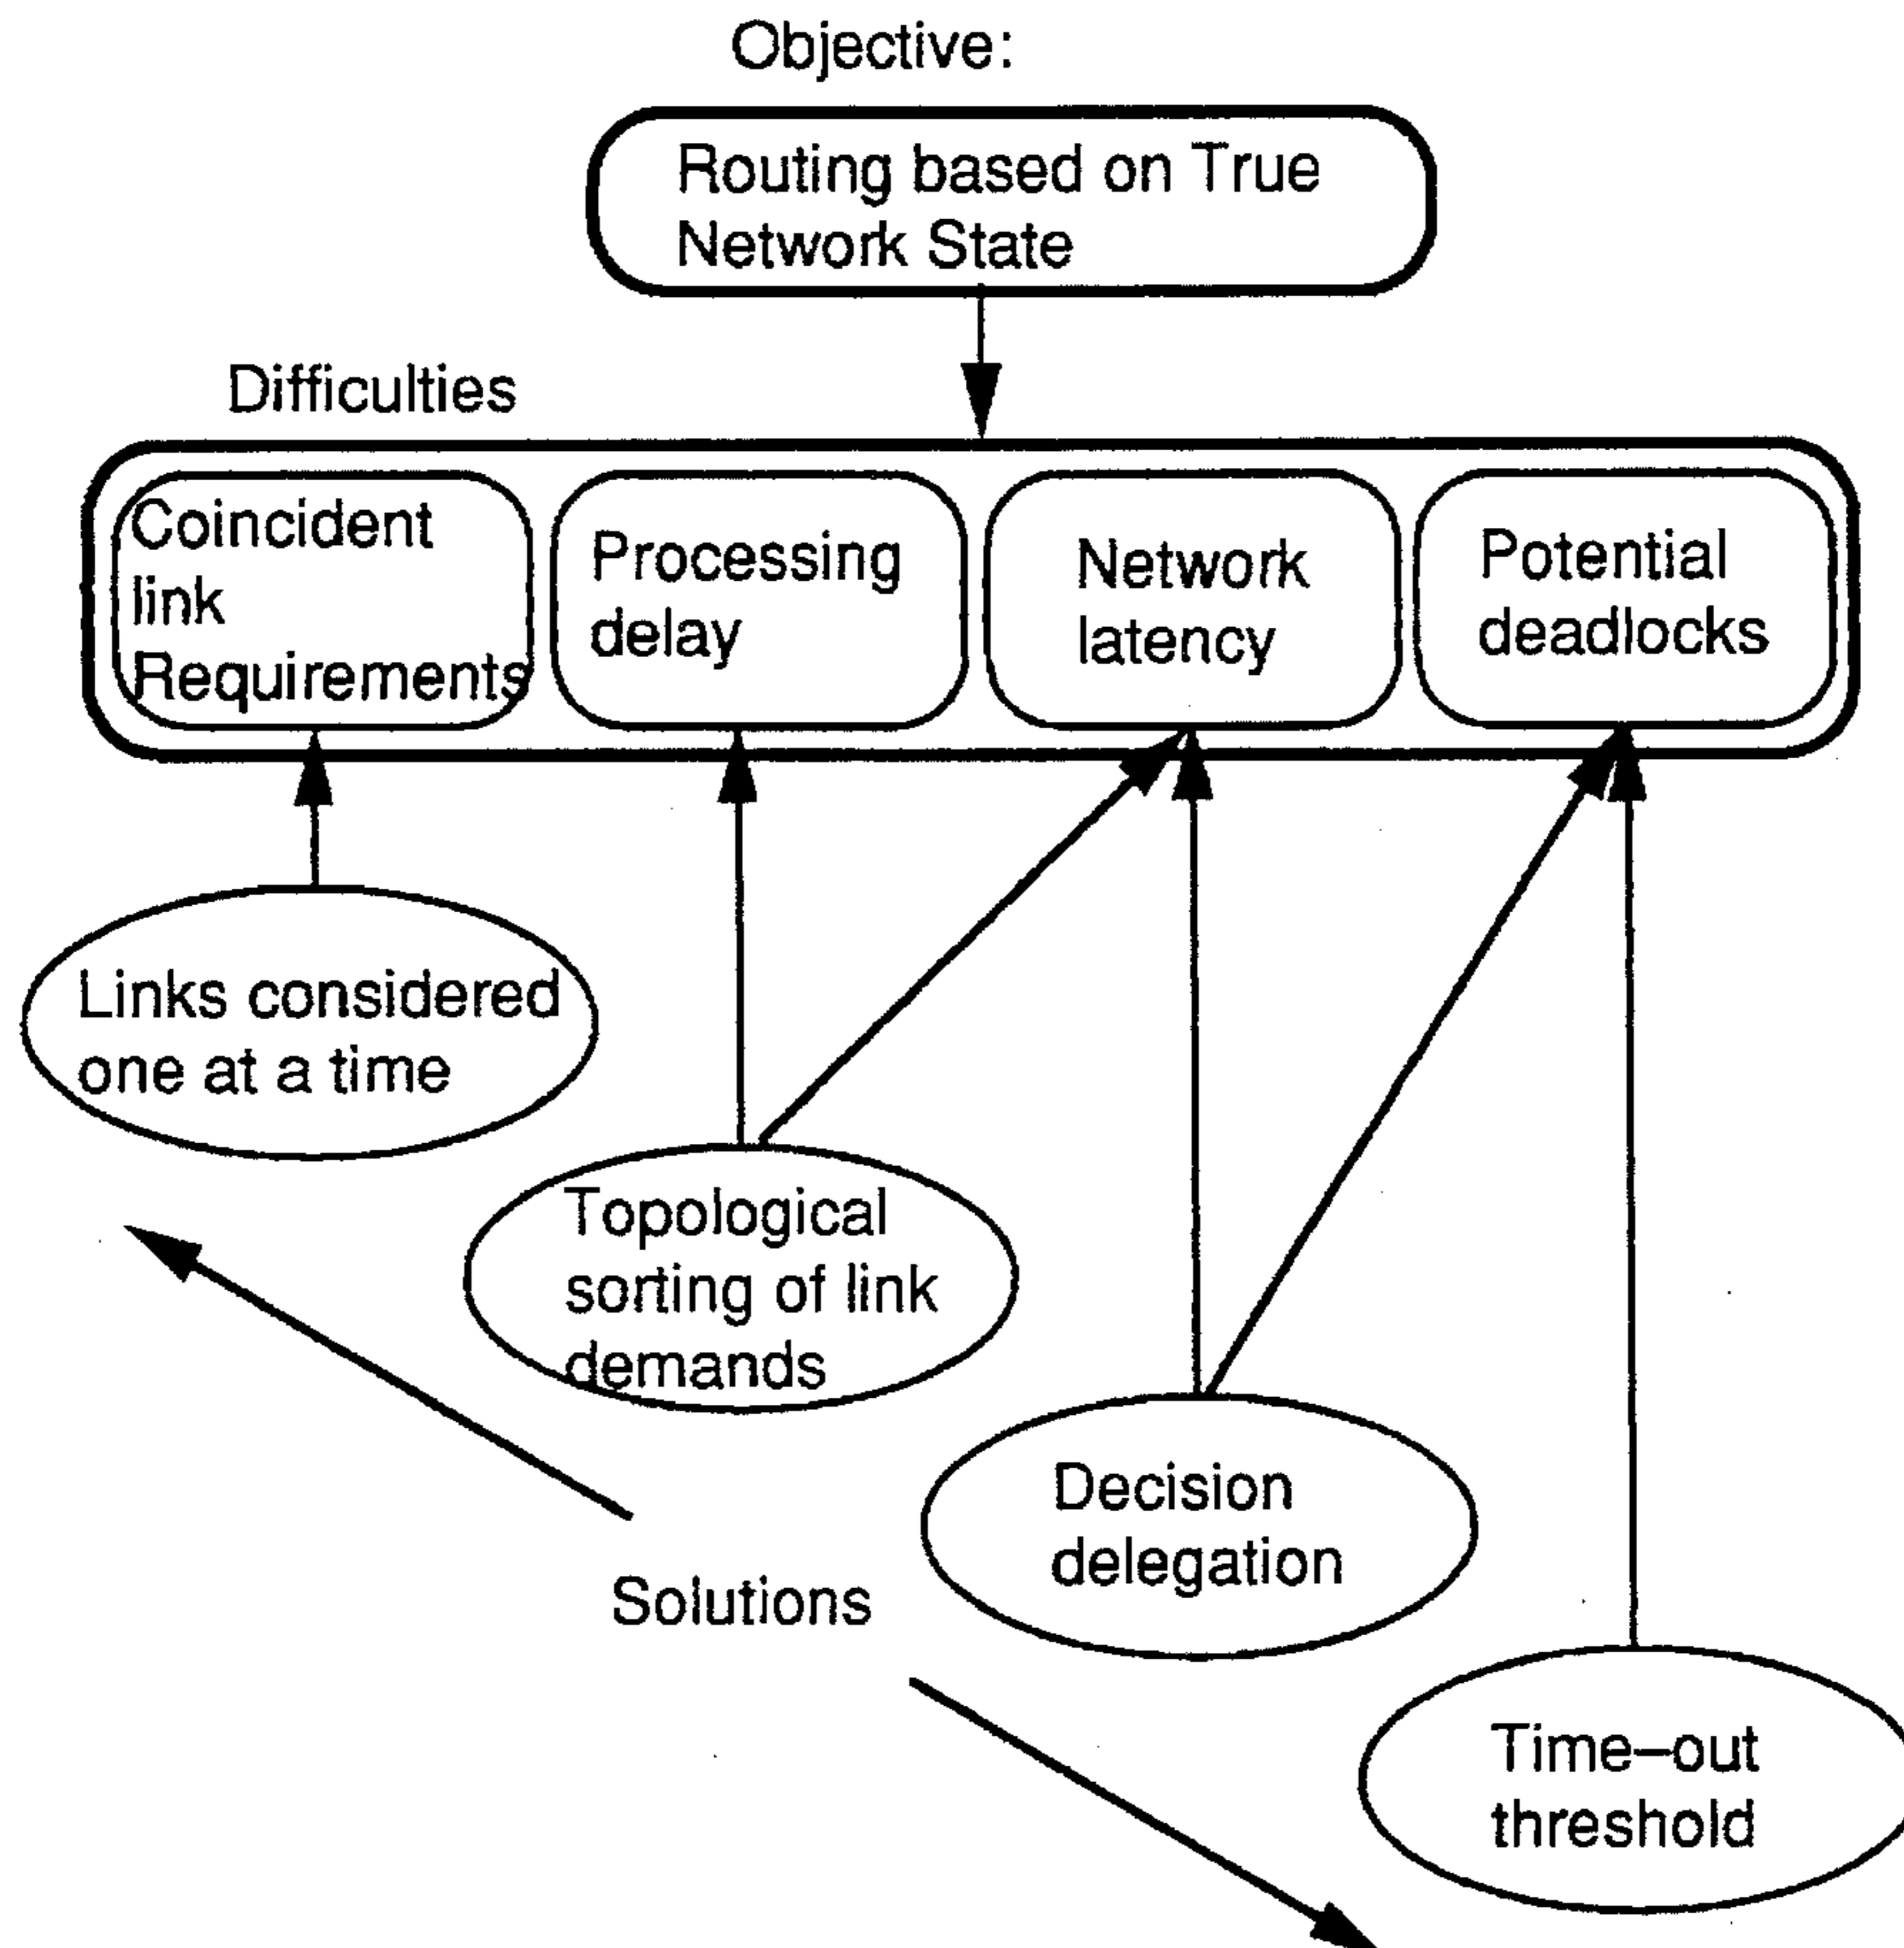 Objective:
Routing based on True
Network State
Difficulties
Coincident
link
Requirements
Processing
delay
Network
latency
Potential
deadlocks
Links considered
one at a time
Topological
sorting of link
demands
Decision
delegation
Solutions
Time–out
threshold